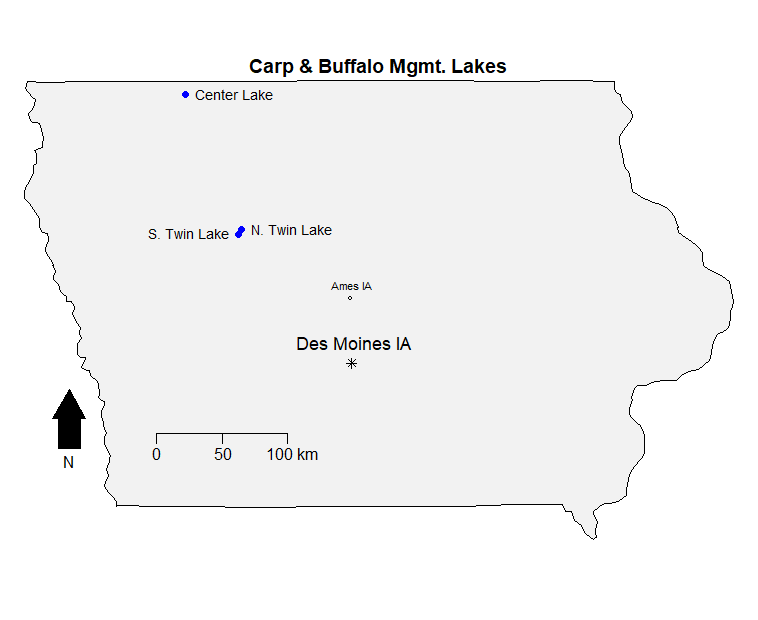 Carp & Buffalo Mgmt. Lakes
Center Lake
S. Twin Lake
N. Twin Lake
Ames IA
Des Moines IA
0 50 100 km
N